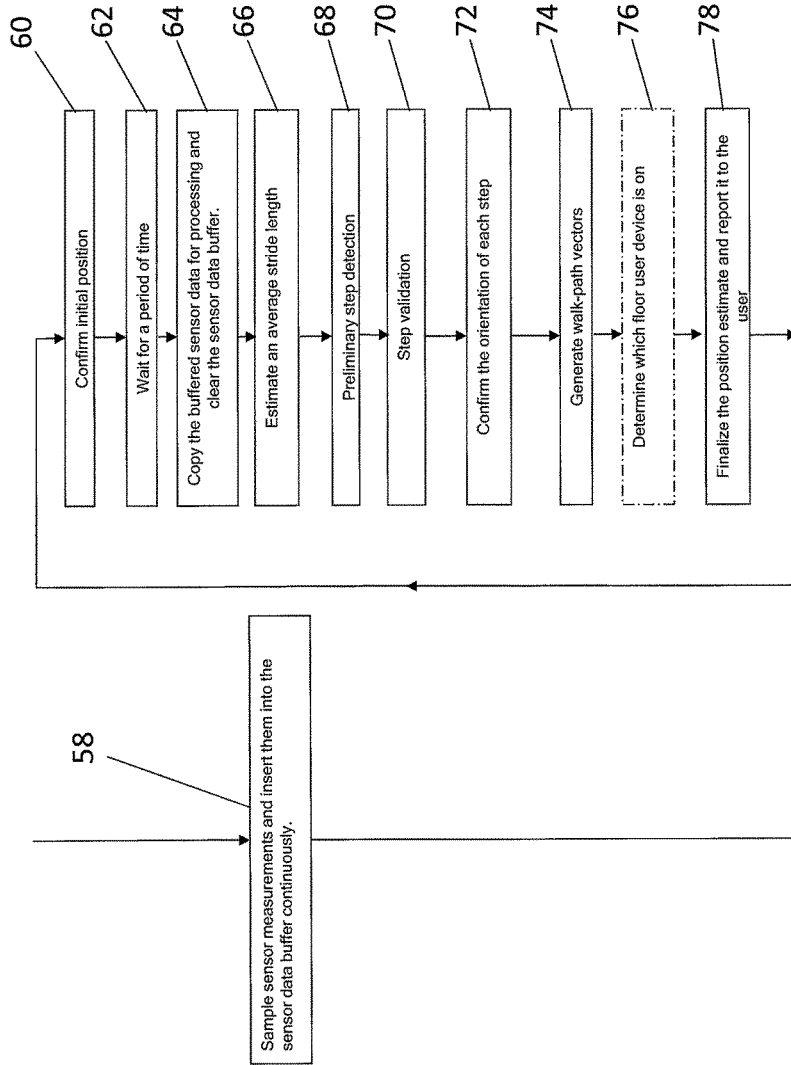 58
Sample sensor measurements and insert them into the
sensor data buffer continuously.
60
Confirm initial position
62
Wait for a period of time
64
Copy the buffered sensor data for processing and
clear the sensor data buffer.
66
Estimate an average stride length
68
Preliminary step detection
70
Step validation
72
Confirm the orientation of each step
74
Generate walk-path vectors
76
Determine which floor user device is on
78
Finalize the position estimate and report it to the
user